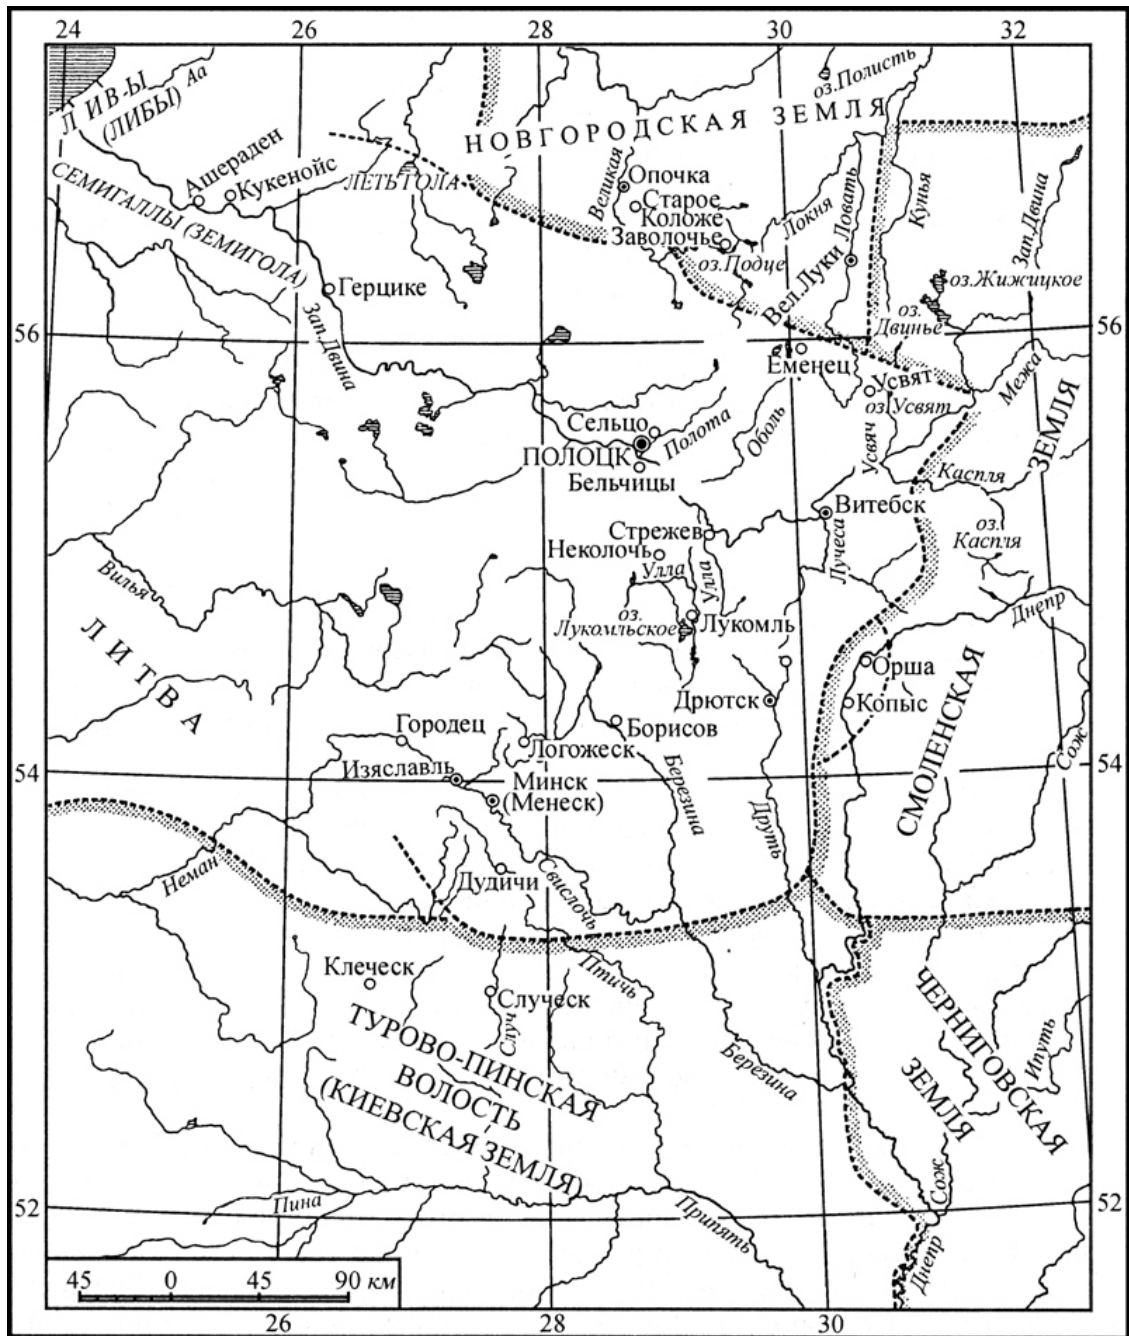 24
26
28
30
32
ЛИВЫ
(ЛИБЫ)
Аа
оз.Полисть
НОВГОРОДСКАЯ ЗЕМЛЯ
Ашераден
Кукенойс
ЛЕТЬГОЛА
СЕМИГАЛЛЫ (ЗЕМИГОЛА)
Великая
Опочка
Старое
Коложе
Заволочье
оз.Подце
Локня
Ловать
Кунья
Зап.Двина
Вел.Луки
оз.Жижицкое
оз.
Двинье
Герцике
Зап.Двина
56
56
Еменец
Усвят
оз.Усвят
Межа
Сельцо
ПОЛОЦК
Бельчицы
Полота
Оболь
Усвяч
Каспля
ЗЕМЛЯ
Витебск
Стрежев
Неколочь
Улла
Улла
Лучеса
оз.
Каспля
Вилья
ЛИТВА
оз.
Лукомльское
Лукомль
Днепр
Орша
Копыс
Дрютск
Борисов
Городец
Логожеск
Изяславль
Минск
(Менеск)
СМОЛЕНСКАЯ
Сож
54
54
Березина
Друть
Неман
Дудичи
Свислочь
Клеческ
Случеск
Птичь
Случ
ТУРОВО-ПИНСКАЯ
ВОЛОСТЬ
(КИЕВСКАЯ ЗЕМЛЯ)
Березина
ЧЕРНИГОВСКАЯ
ЗЕМЛЯ
Ипуть
Сож
52
52
Пина
Припять
Днепр
45 0 45 90 км
26
28
30